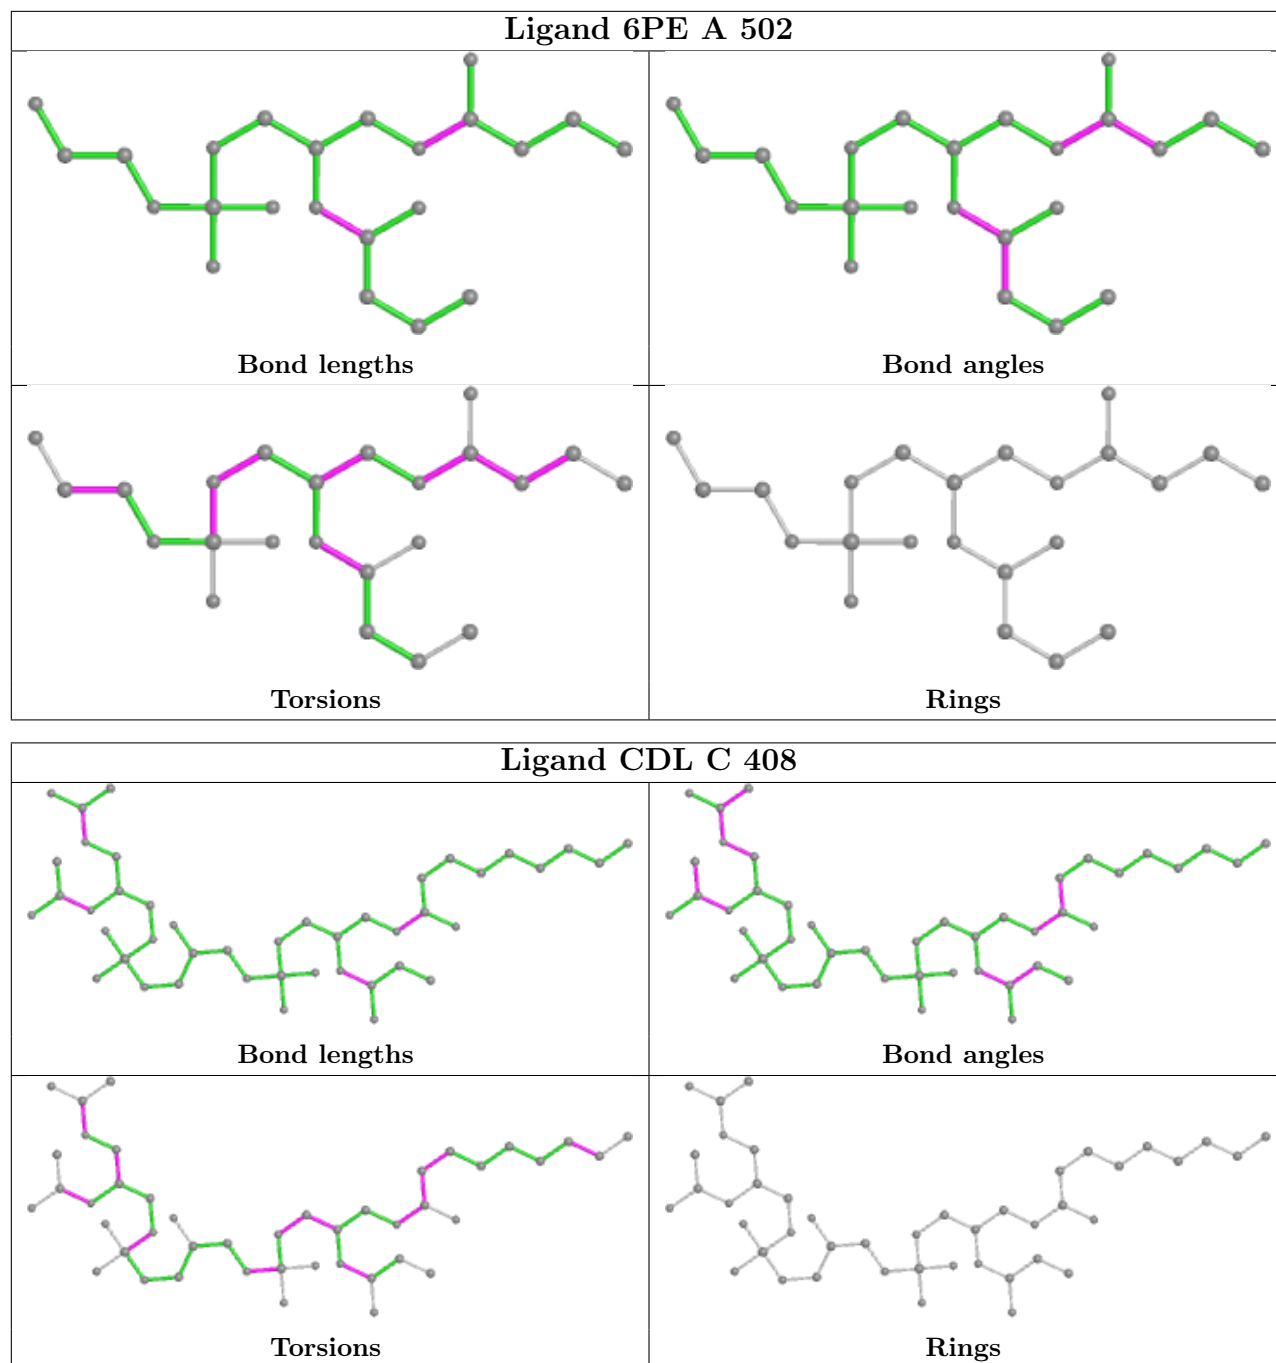 Ligand 6PE A 502
Bond lengths
Bond angles
Torsions
Rings
Ligand CDL C 408
Bond lengths
Bond angles
Torsions
Rings